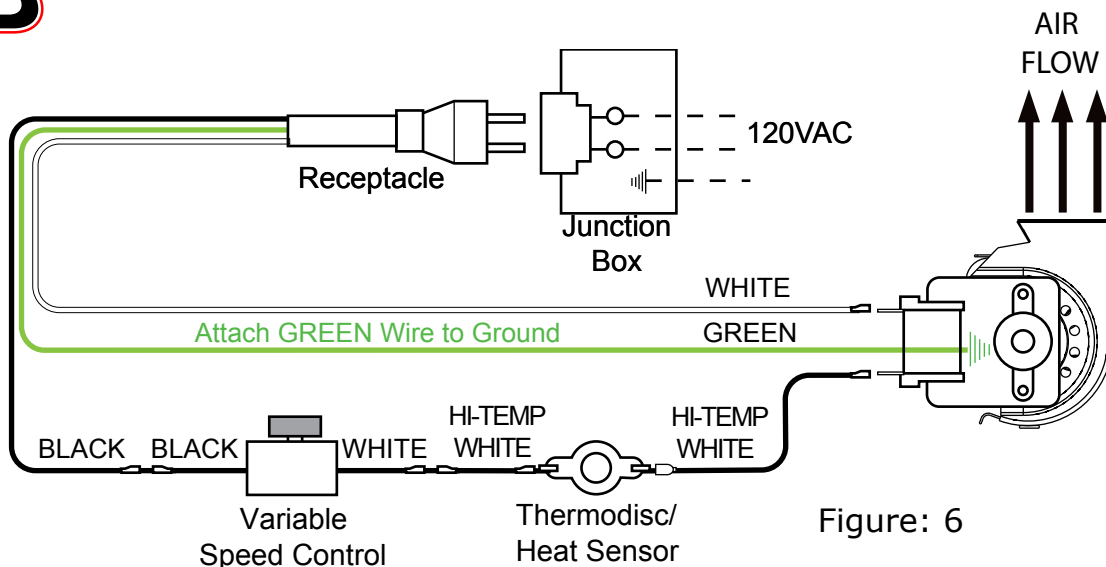 AIR
FLOW
120VAC
Receptacle
Junction
Box
WHITE
Attach GREEN Wire to Ground
GREEN
BLACK
BLACK
WHITE
HI-TEMP
WHITE
HI-TEMP
WHITE
Variable
Speed Control
Thermodisc/
Heat Sensor
Figure: 6